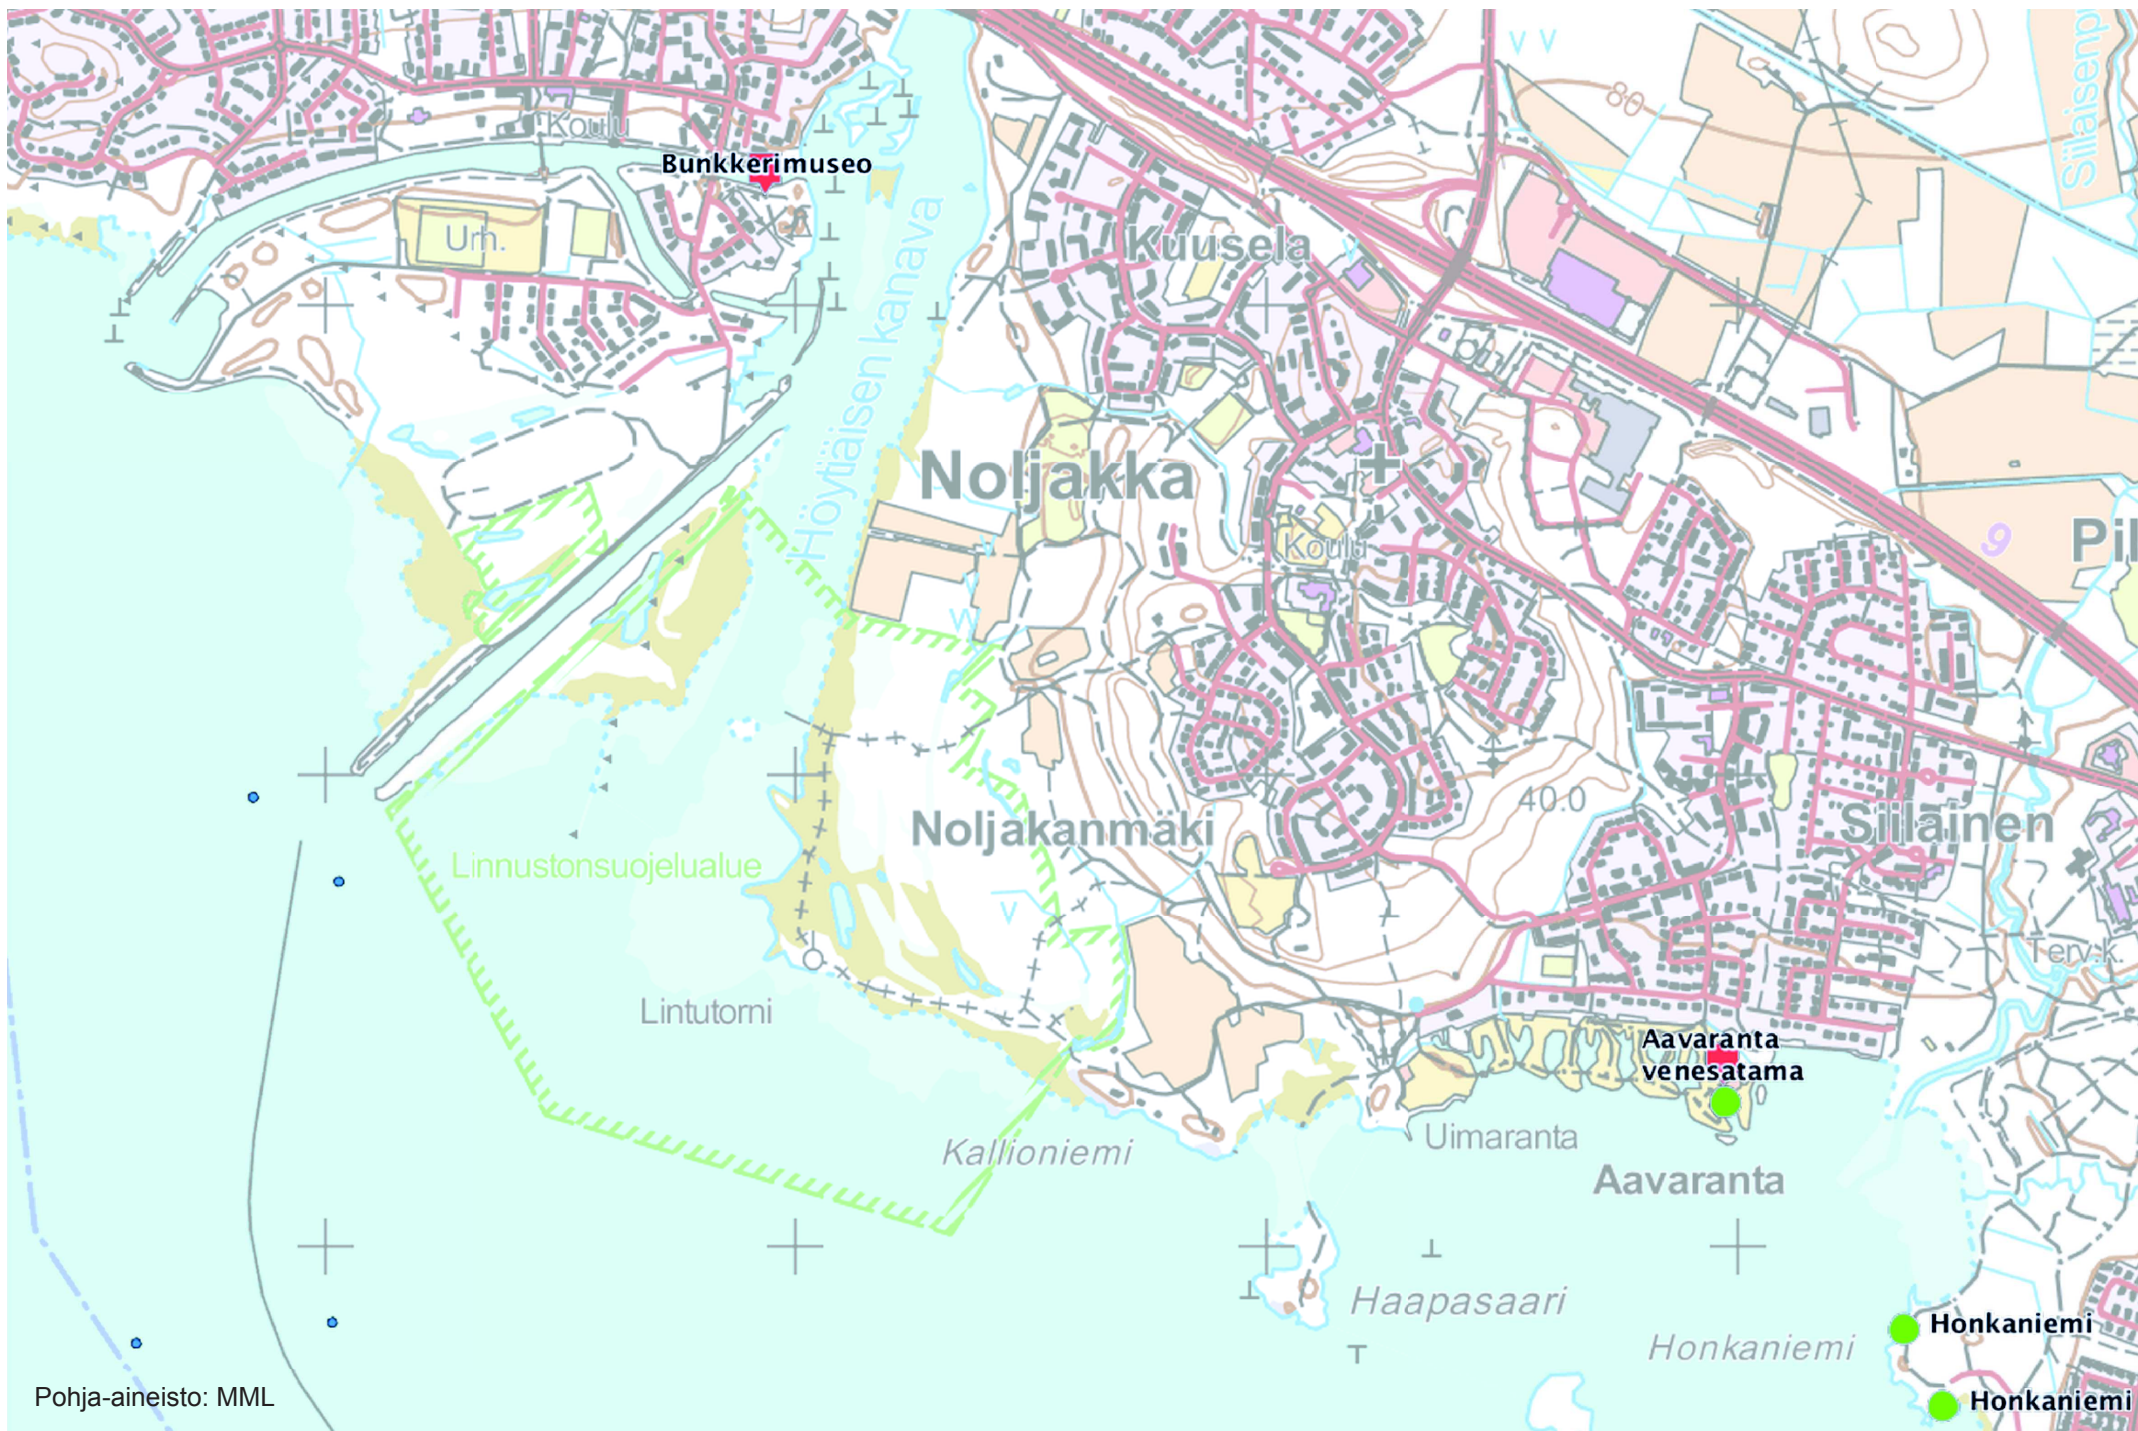 80
Siilaisenp
Koulu
Bunkkerimuseo
Urh.
Kuusela
Höytiäisen kanava
Noljakka
Koulu
9
Pil
40.0
Noljakanmäki
Siilainen
Linnustonsuojelualue
Terv.k.
Lintutorni
Aavaranta
venesatama
Uimaranta
Kallioniemi
Aavaranta
Haapasaari
Honkaniemi
Honkaniemi
Pohja-aineisto: MML
Honkaniemi